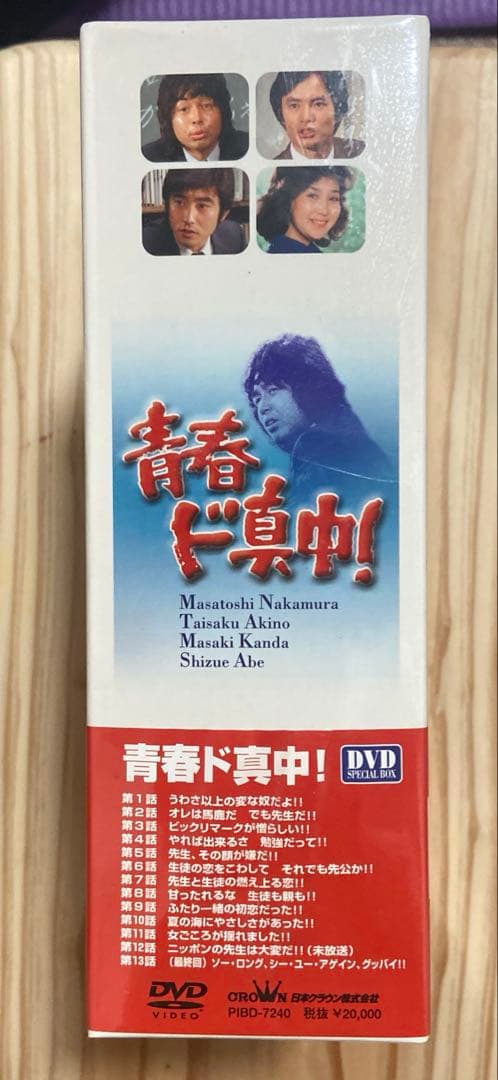 青春
ド真中!
Masatoshi Nakamura
Taisaku Akino
Masaki Kanda
Shizue Abe
青春ド真中!
DVD
SPECIAL BOX
第1話 うわさ以上の変な奴だよ!!
第2話 オレは馬鹿だ でも先生だ!!
第3話 ビックリマークが憎らしい!!
第4話 やれば出来るさ 勉強だって!!
第5話 先生、その顔が嫌だ!!
第6話 生徒の恋をこわして それでも先公か!!
第7話 先生と生徒の燃え上る恋!!
第8話 甘ったれるな 生徒も親も!!
第9話 ふたり一緒の初恋だった!!
第10話 夏の海にやさしさがあった!!
第11話 女ごころが揺れました!!
第12話 ニッポンの先生は大変だ!!(未放送)
第13話 (最終回) ソー・ロング、シー・ユー・アゲイン、グッバイ!!
DVD
VIDEO
CROWN 日本クラウン株式会社
PIBD-7240 税抜 ¥20,000